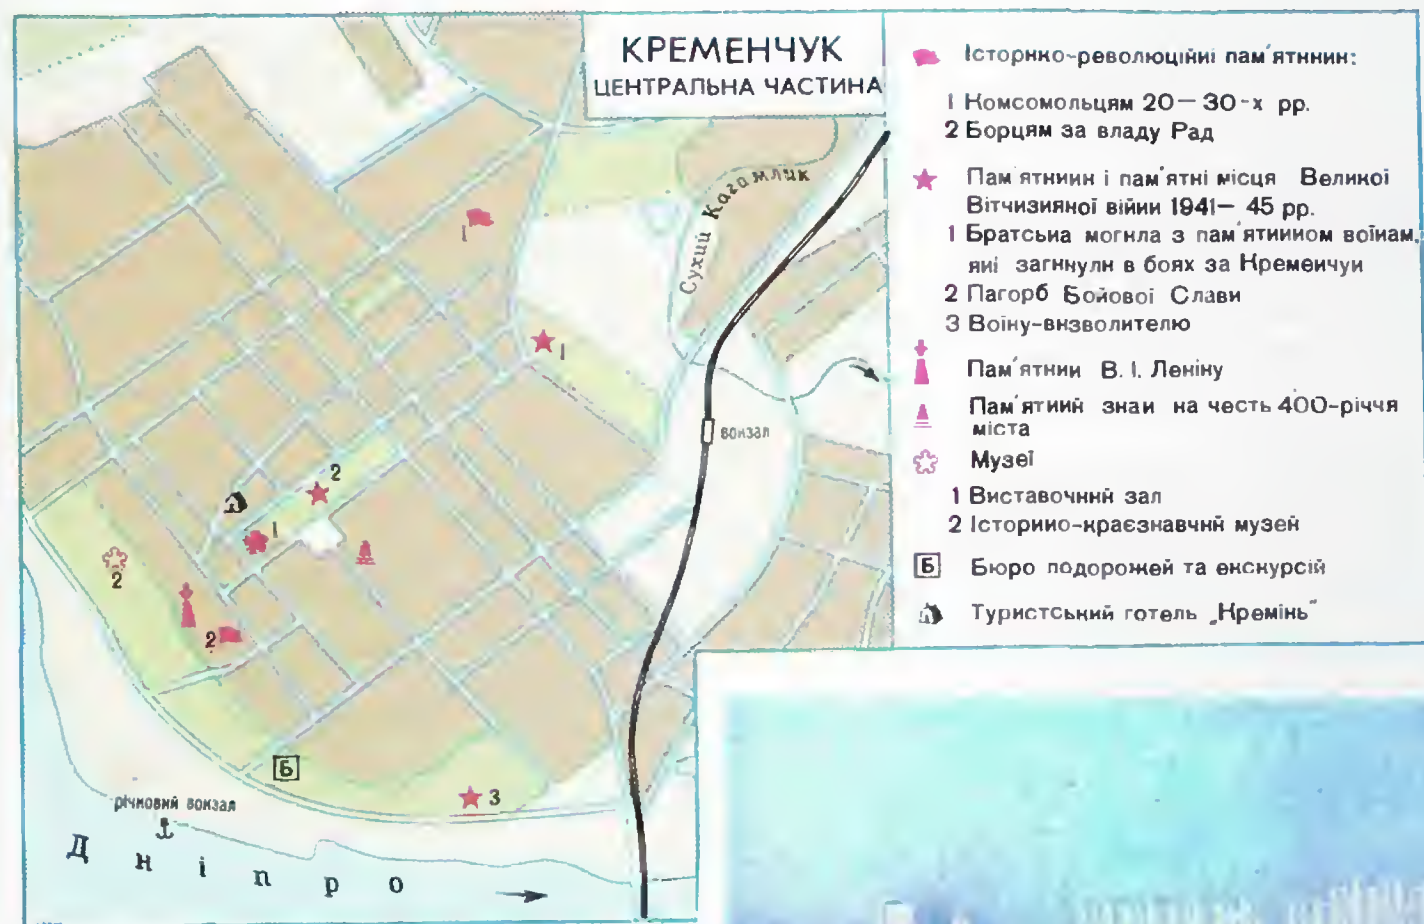 КРЕМЕНЧУК
ЦЕНТРАЛЬНА ЧАСТИНА
Історико-революційні пам'ятники:
1 Комсомольцям 20—30-х рр.
2 Борцям за владу Рад
Пам'ятники і пам'ятні місця Великої
Вітчизняної війни 1941—45 рр.
1 Братська могила з пам'ятником воїнам,
які загинули в боях за Кременчук
2 Пагорб Бойової Слави
3 Воїну-визволителю
Пам'ятник В. І. Леніну
Пам'ятний знак на честь 400-річчя
міста
Музеї
1 Виставочний зал
2 Історико-краєзнавчий музей
Б Бюро подорожей та екскурсій
Туристський готель „Кремінь"
Сухий Кагамлик
1
1
вокзал
2
1
2
2
Б
3
річковий вокзал
Дніпро